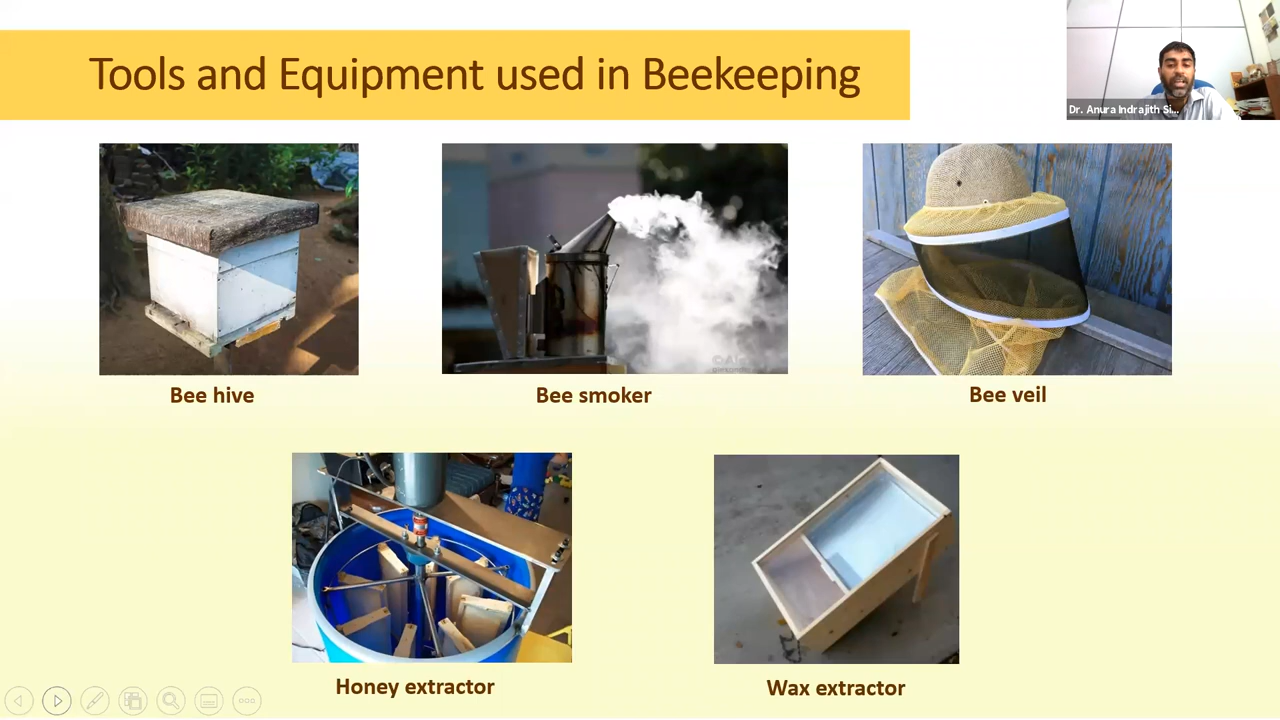 Tools and Equipment used in Beekeeping
Dr. Anura Indrajith Si...
Bee hive
Bee smoker
Bee veil
Honey extractor
Wax extractor